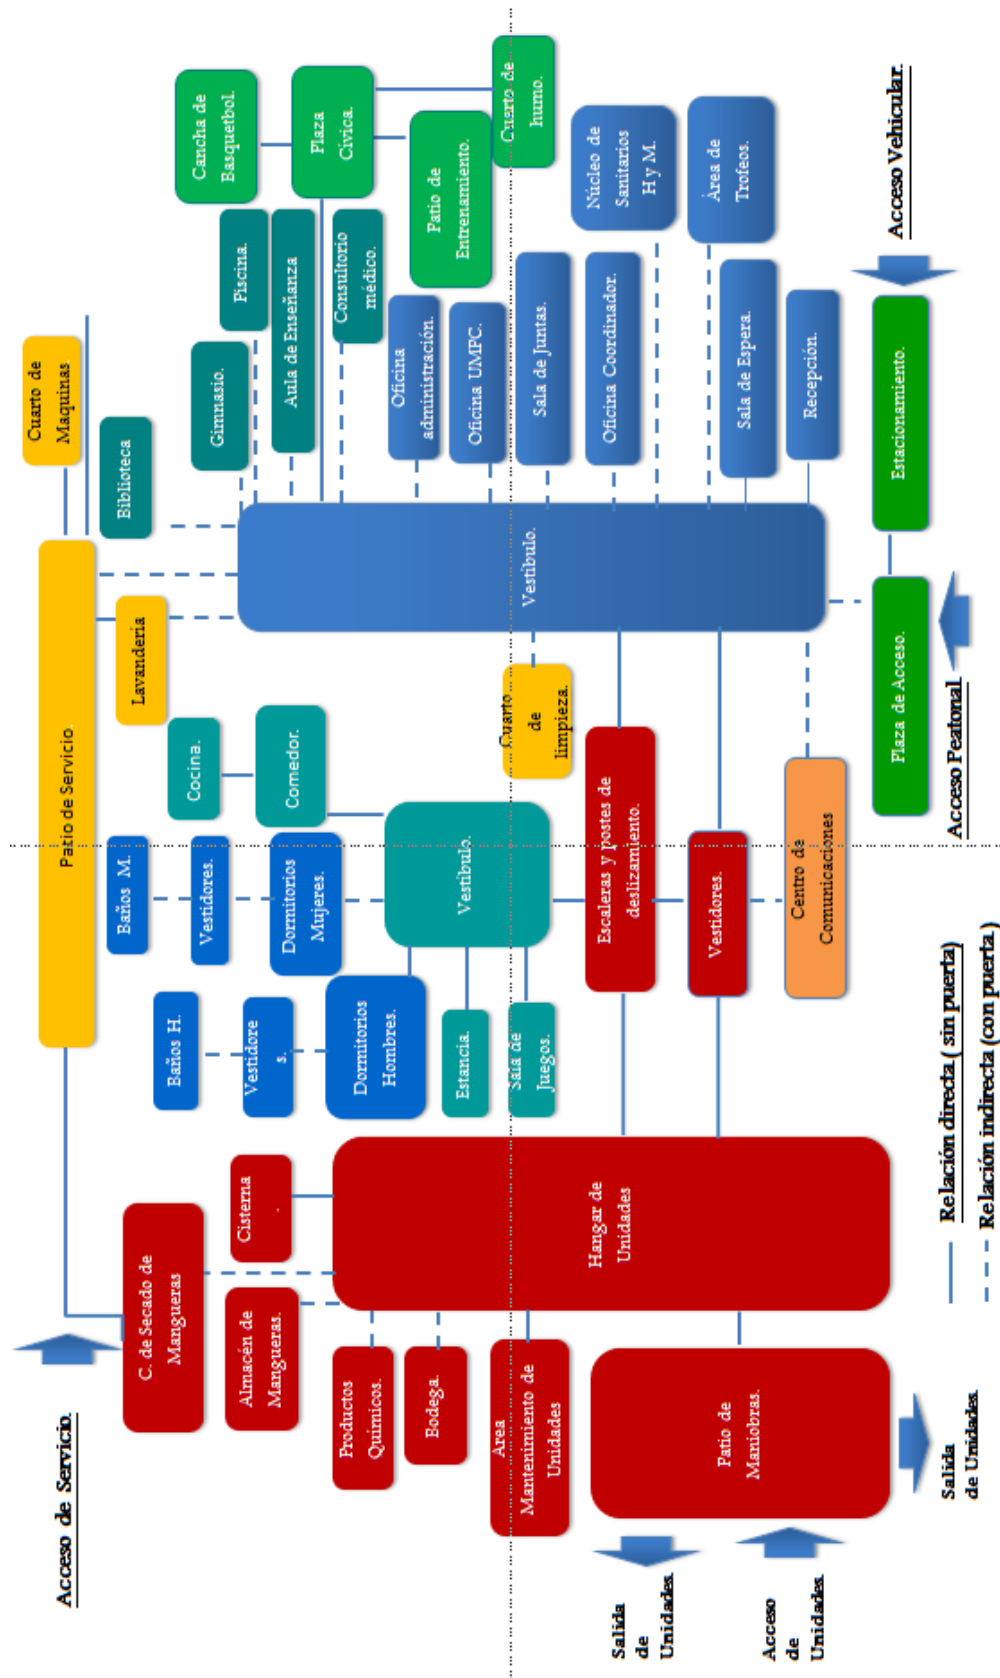 Acceso de Servicio.
Patio de Servicio.
Cuarto de
Maquinas
C. de Secado de
Mangueras
Baños M.
Lavandería
Biblioteca
Baños H.
Vestidores.
Cocina.
Cancha de
Basquetbol.
Almacén de
Mangueras.
Cisterna
.
Vestidore
s.
Dormitorios
Mujeres.
Comedor.
Gimnasio.
Piscina.
Aula de Enseñanza
Plaza
Cívica.
Productos
Quimicos.
Dormitorios
Hombres.
Consultorio
médico.
Bodega.
Estancia.
Vestíbulo.
Oficina
administración.
Patio de
Entrenamiento.
Oficina UMPC.
Area
Mantenimiento de
Unidades
Sala de
Juegos.
Cuarto
de
limpieza.
Vestíbulo.
Sala de Juntas.
Cuarto de
humo.
Hangar de
Unidades
Escaleras y postes de
deslizamiento.
Oficina Coordinador.
Núcleo de
Sanitarios
H y M.
Salida
de
Unidades.
Patio de
Maniobras.
Vestidores.
Sala de Espera.
Área de
Trofeos.
Acceso
de
Unidades.
Centro de
Comunicaciones
Recepción.
Plaza de Acceso.
Estacionamiento.
Acceso Vehicular.
Salida
de Unidades.
Relación directa ( sin puerta)
Acceso Peatonal
Relación indirecta (con puerta.)